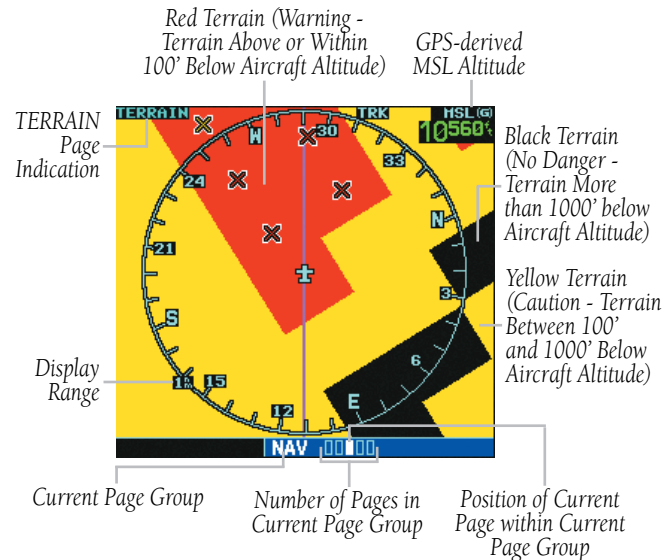 Red Terrain (Warning -
Terrain Above or Within
100' Below Aircraft Altitude)
GPS-derived
MSL Altitude
TERRAIN
Page
Indication
TERRAIN
TRK
MSL(G)
10560ft
W
30
33
24
N
21
3
S
6
15
12
E
Black Terrain
(No Danger -
Terrain More
than 1000' below
Aircraft Altitude)
Yellow Terrain
(Caution - Terrain
Between 100'
and 1000' Below
Aircraft Altitude)
Display
Range
NAV
Current Page Group
Number of Pages in
Current Page Group
Position of Current
Page within Current
Page Group